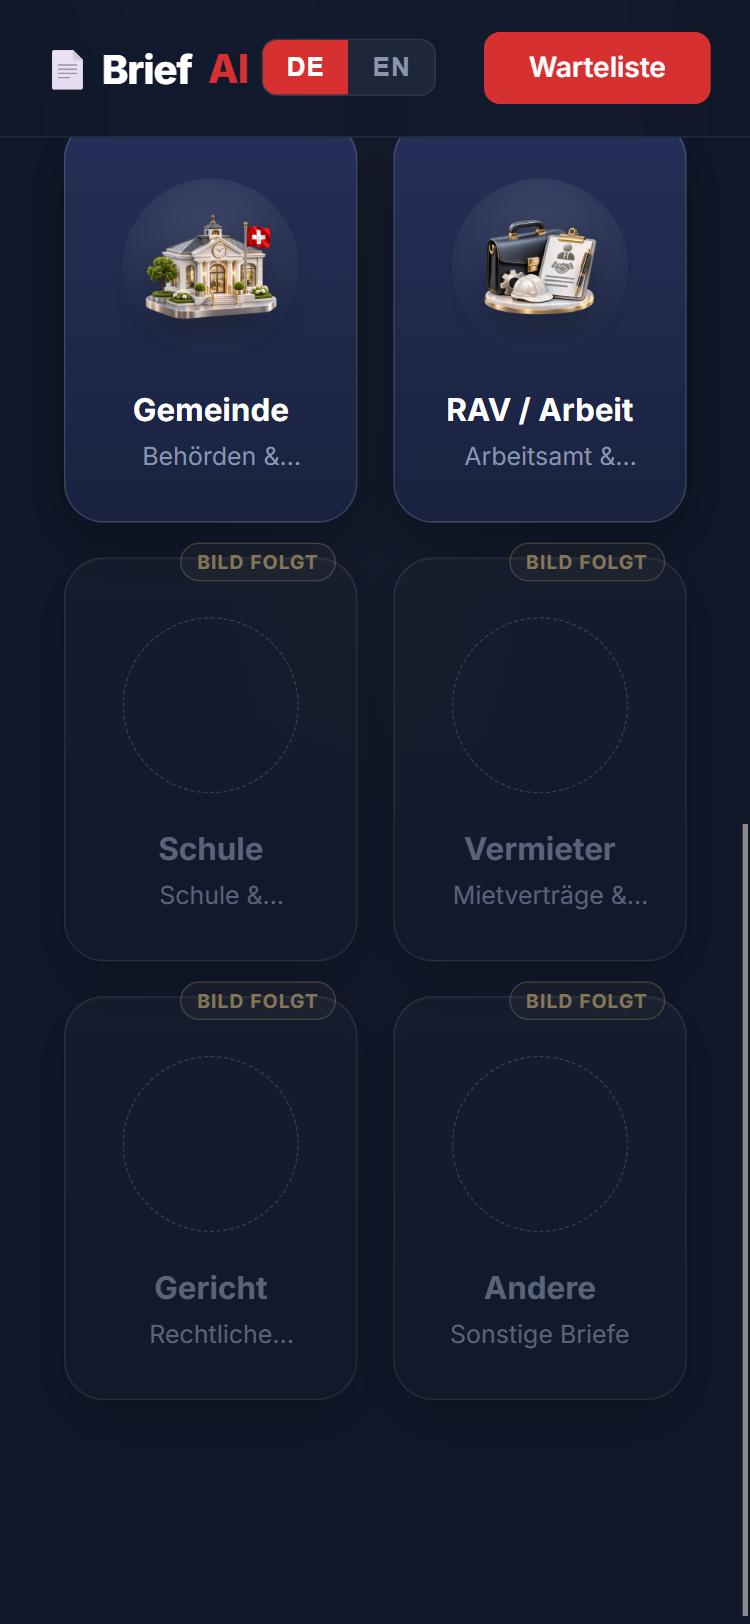 Brief AI DE EN Warteliste
Gemeinde
Behörden &...
RAV / Arbeit
Arbeitsamt &...
BILD FOLGT
Schule
Schule &...
BILD FOLGT
Vermieter
Mietverträge &...
BILD FOLGT
Gericht
Rechtliche...
BILD FOLGT
Andere
Sonstige Briefe